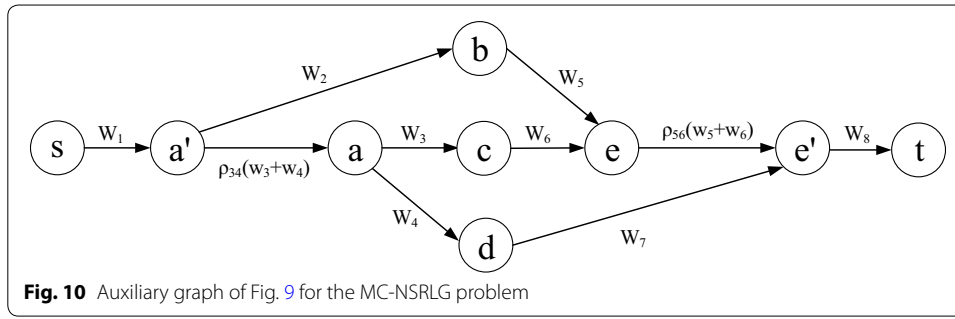 b
W₂
W₅
s
W₁
a'
ρ₃₄(w₃+w₄)
a
W₃
c
W₆
e
ρ₅₆(w₅+w₆)
e'
W₈
t
W₄
d
W₇
Fig. 10 Auxiliary graph of Fig. 9 for the MC-NSRLG problem